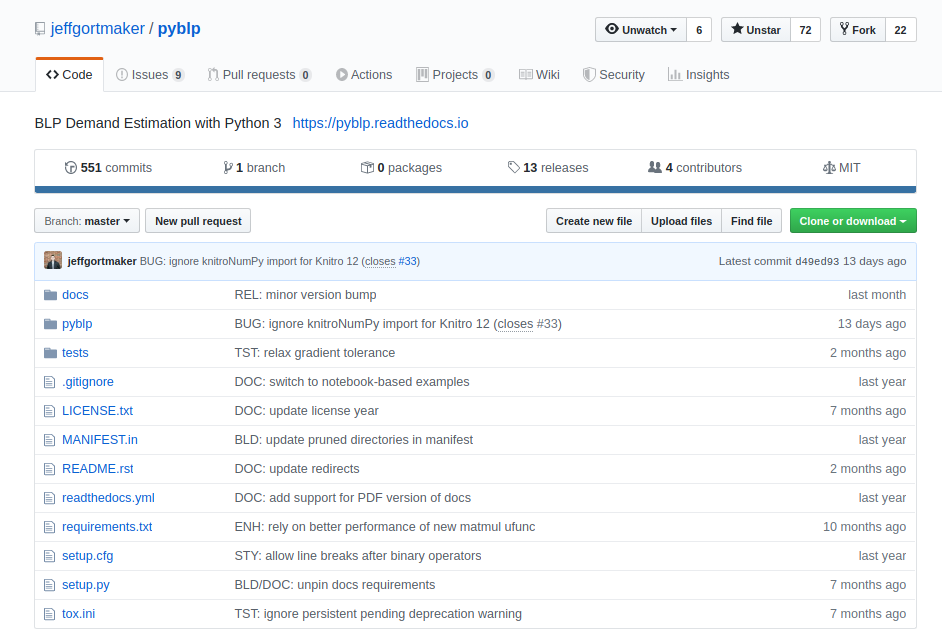 jeffgortmaker / pyblp Unwatch 6 Unstar 72 Fork 22
Code Issues 9 Pull requests 0 Actions Projects 0 Wiki Security Insights
BLP Demand Estimation with Python 3 https://pyblp.readthedocs.io
551 commits 1 branch 0 packages 13 releases 4 contributors MIT
Branch: master New pull request Create new file Upload files Find file Clone or download
jeffgortmaker BUG: ignore knitroNumPy import for Knitro 12 (closes #33) Latest commit d49ed93 13 days ago
docs REL: minor version bump last month
pyblp BUG: ignore knitroNumPy import for Knitro 12 (closes #33) 13 days ago
tests TST: relax gradient tolerance 2 months ago
.gitignore DOC: switch to notebook-based examples last year
LICENSE.txt DOC: update license year 7 months ago
MANIFEST.in BLD: update pruned directories in manifest last year
README.rst DOC: update redirects 2 months ago
readthedocs.yml DOC: add support for PDF version of docs last year
requirements.txt ENH: rely on better performance of new matmul ufunc 10 months ago
setup.cfg STY: allow line breaks after binary operators last year
setup.py BLD/DOC: unpin docs requirements 7 months ago
tox.ini TST: ignore persistent pending deprecation warning 7 months ago